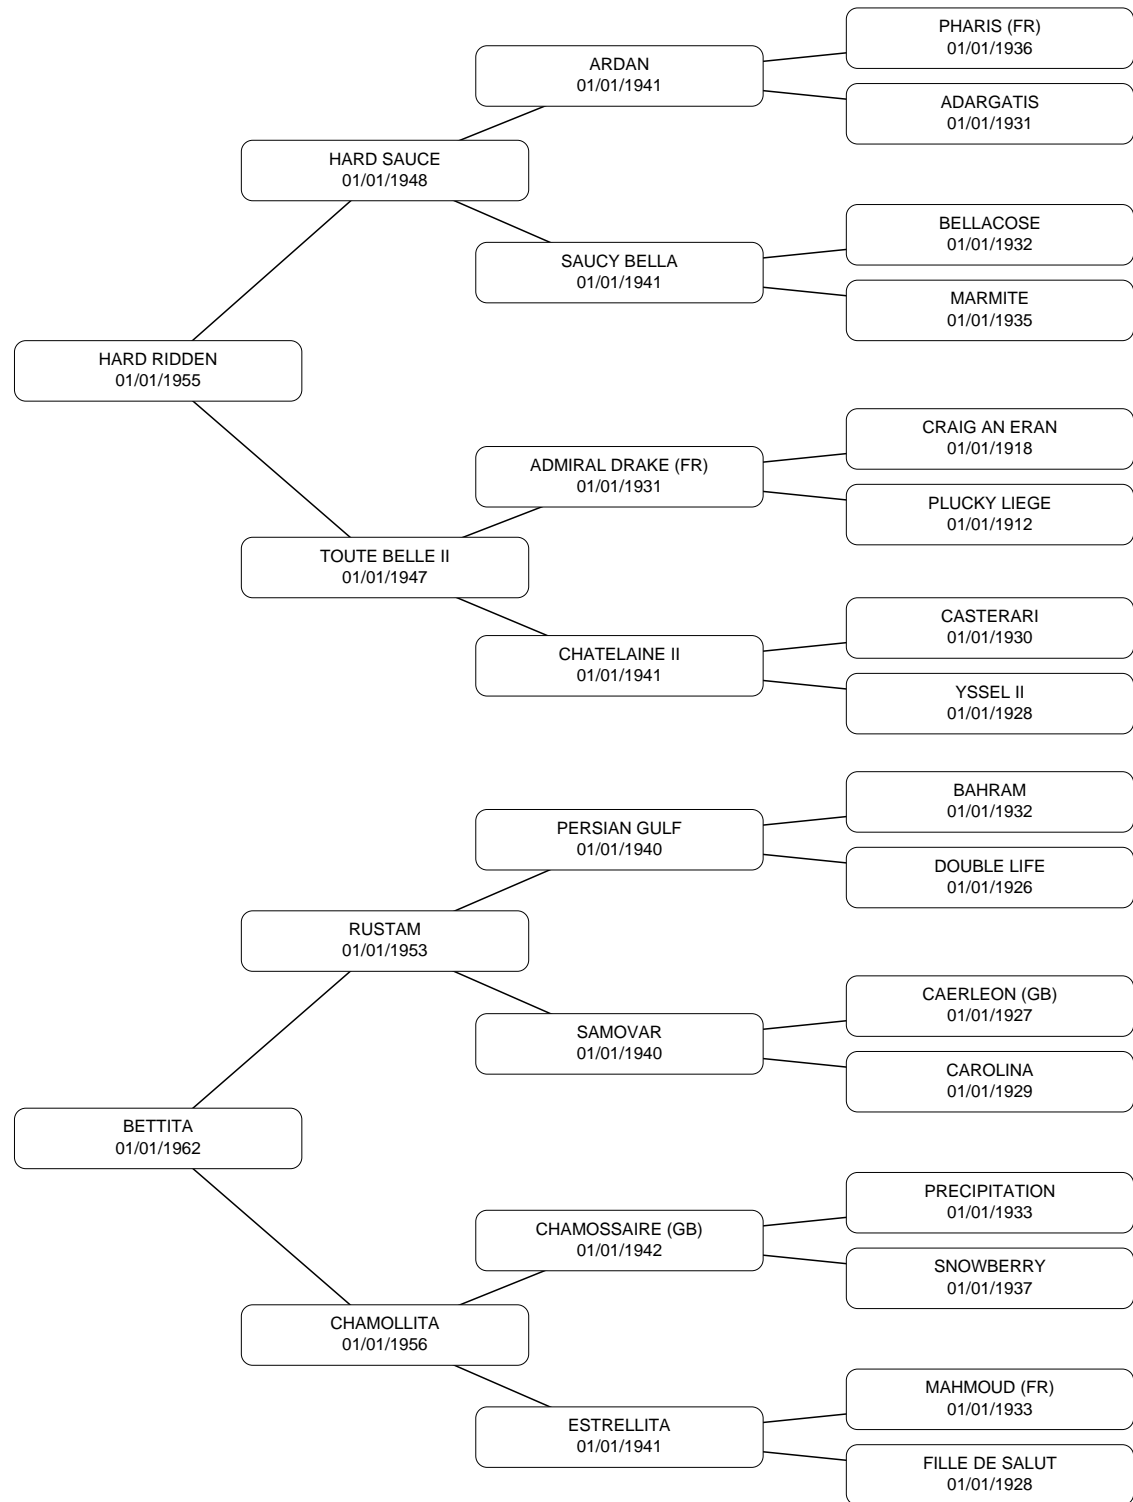 PHARIS (FR)
01/01/1936
ARDAN
01/01/1941
ADARGATIS
01/01/1931
HARD SAUCE
01/01/1948
BELLACOSE
01/01/1932
SAUCY BELLA
01/01/1941
MARMITE
01/01/1935
HARD RIDDEN
01/01/1955
CRAIG AN ERAN
01/01/1918
ADMIRAL DRAKE (FR)
01/01/1931
PLUCKY LIEGE
01/01/1912
TOUTE BELLE II
01/01/1947
CASTERARI
01/01/1930
CHATELAINE II
01/01/1941
YSSEL II
01/01/1928
BAHRAM
01/01/1932
PERSIAN GULF
01/01/1940
DOUBLE LIFE
01/01/1926
RUSTAM
01/01/1953
CAERLEON (GB)
01/01/1927
SAMOVAR
01/01/1940
CAROLINA
01/01/1929
BETTITA
01/01/1962
PRECIPITATION
01/01/1933
CHAMOSSAIRE (GB)
01/01/1942
SNOWBERRY
01/01/1937
CHAMOLLITA
01/01/1956
MAHMOUD (FR)
01/01/1933
ESTRELLITA
01/01/1941
FILLE DE SALUT
01/01/1928